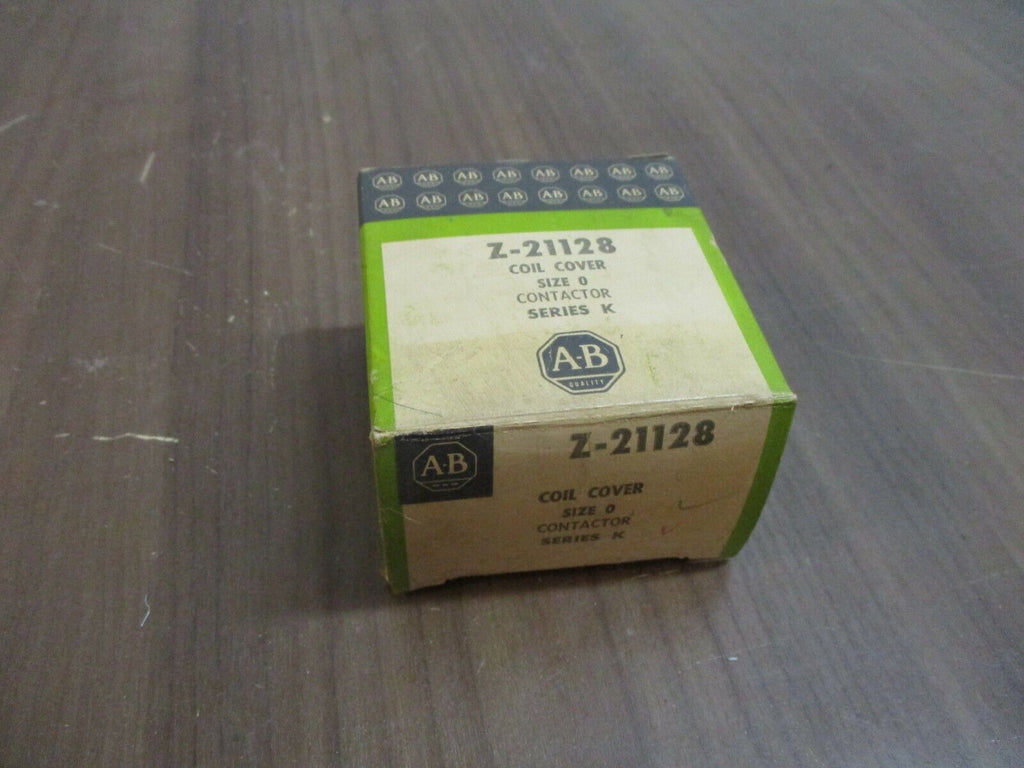 AB AB AB AB AB AB AB AB
AB AB AB AB AB AB AB AB
Z-21128
COIL COVER
SIZE 0
CONTACTOR
SERIES K
A-B
QUALITY
A-B
Z-21128
COIL COVER
SIZE 0
CONTACTOR
SERIES K